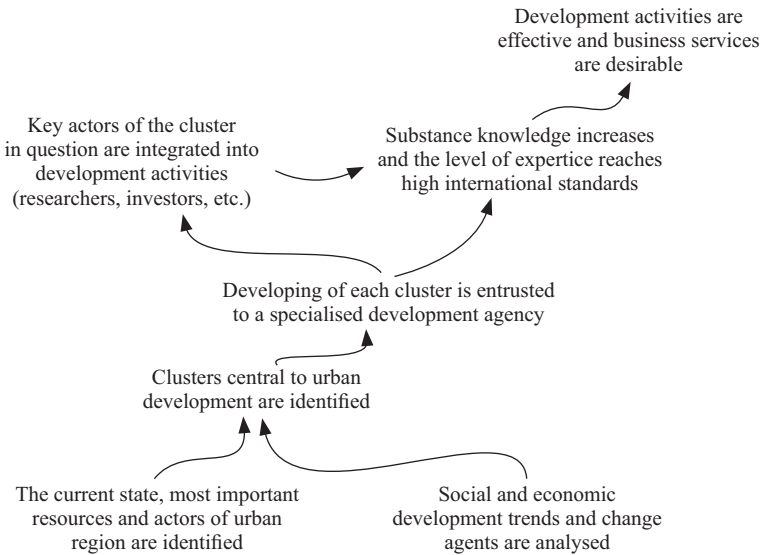 Development activities are
effective and business services
are desirable
Key actors of the cluster
in question are integrated into
development activities
(researchers, investors, etc.)
Substance knowledge increases
and the level of expertice reaches
high international standards
Developing of each cluster is entrusted
to a specialised development agency
Clusters central to urban
development are identified
The current state, most important
resources and actors of urban
region are identified
Social and economic
development trends and change
agents are analysed